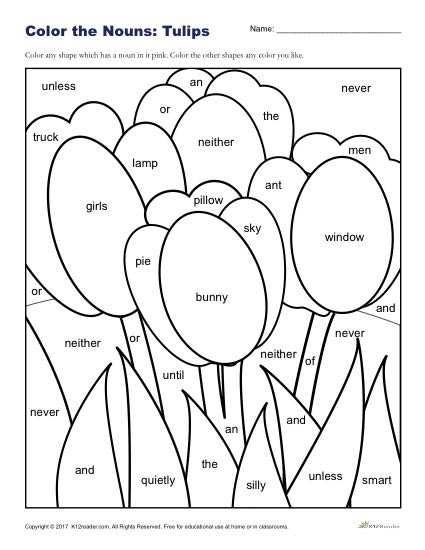 Color the Nouns: Tulips
Name:
Color any shape which has a noun in it pink. Color the other shapes any color you like.
unless
an
never
or
the
truck
neither
men
lamp
ant
pillow
girls
sky
window
pie
bunny
or
and
neither
or
never
neither
of
until
never
and
an
and
the
quietly
silly
unless
smart
Copyright © 2017 K12reader.com. All Rights Reserved. Free for educational use at home or in classrooms.
K12Reader